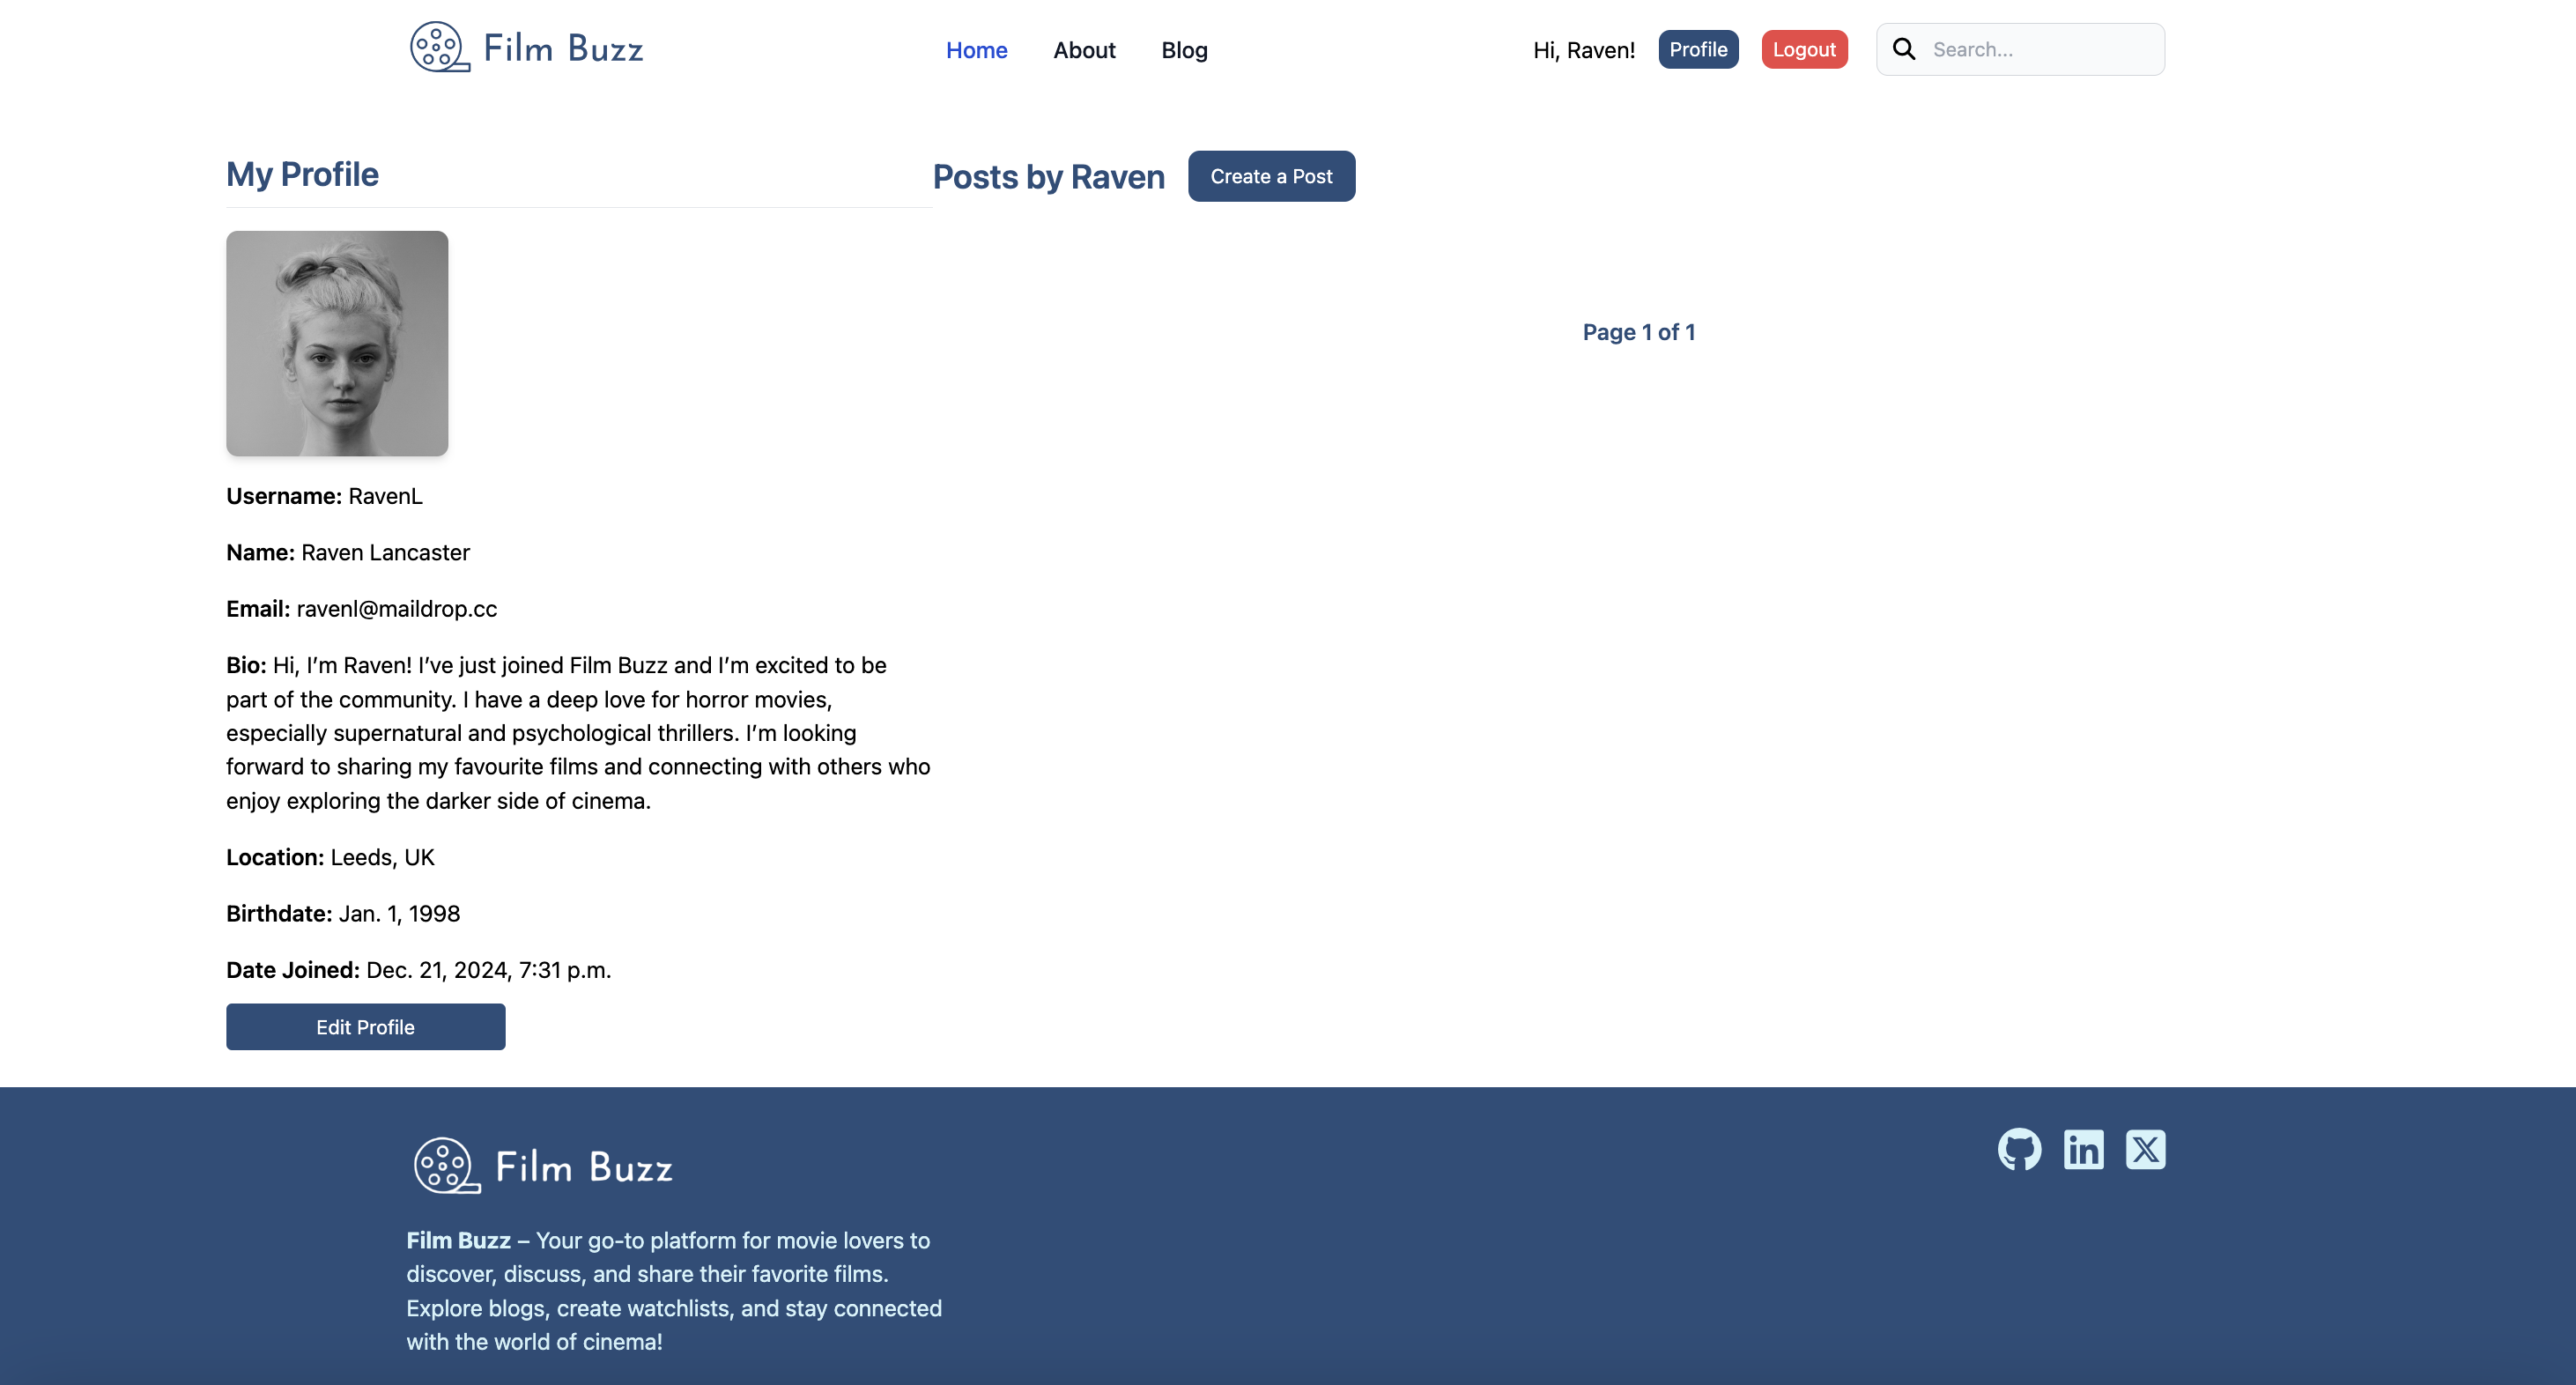 Film Buzz
Home About Blog
Hi, Raven! Profile Logout Search...
My Profile
Posts by Raven Create a Post
Page 1 of 1
Username: RavenL
Name: Raven Lancaster
Email: ravenl@maildrop.cc
Bio: Hi, I’m Raven! I’ve just joined Film Buzz and I’m excited to be
part of the community. I have a deep love for horror movies,
especially supernatural and psychological thrillers. I’m looking
forward to sharing my favourite films and connecting with others who
enjoy exploring the darker side of cinema.
Location: Leeds, UK
Birthdate: Jan. 1, 1998
Date Joined: Dec. 21, 2024, 7:31 p.m.
Edit Profile
Film Buzz
in X
Film Buzz – Your go-to platform for movie lovers to
discover, discuss, and share their favorite films.
Explore blogs, create watchlists, and stay connected
with the world of cinema!